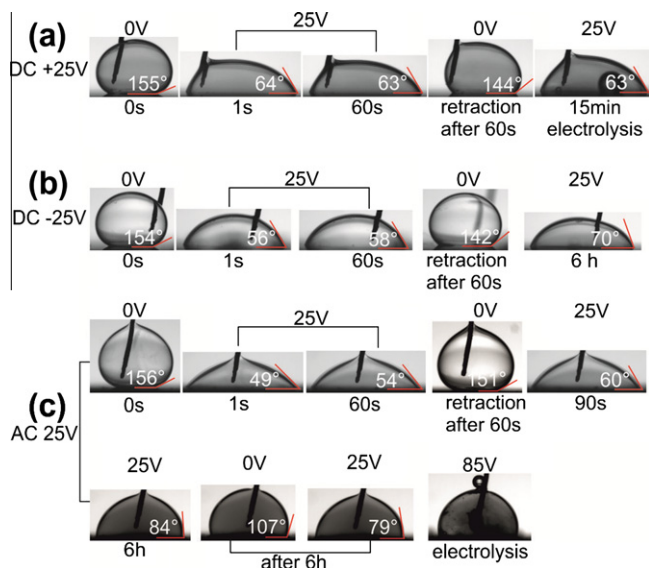 (a)
DC +25V
0V 25V 0V 25V
155° 64° 63° 144° 63°
0s 1s 60s retraction 15min
after 60s electrolysis
(b)
DC -25V
0V 25V 0V 25V
154° 56° 58° 142° 70°
0s 1s 60s retraction 6 h
after 60s
(c)
AC 25V
0V 25V 0V 25V
156° 49° 54° 151° 60°
0s 1s 60s retraction 90s
after 60s
25V 0V 25V 85V
84° 107° 79°
6h after 6h electrolysis